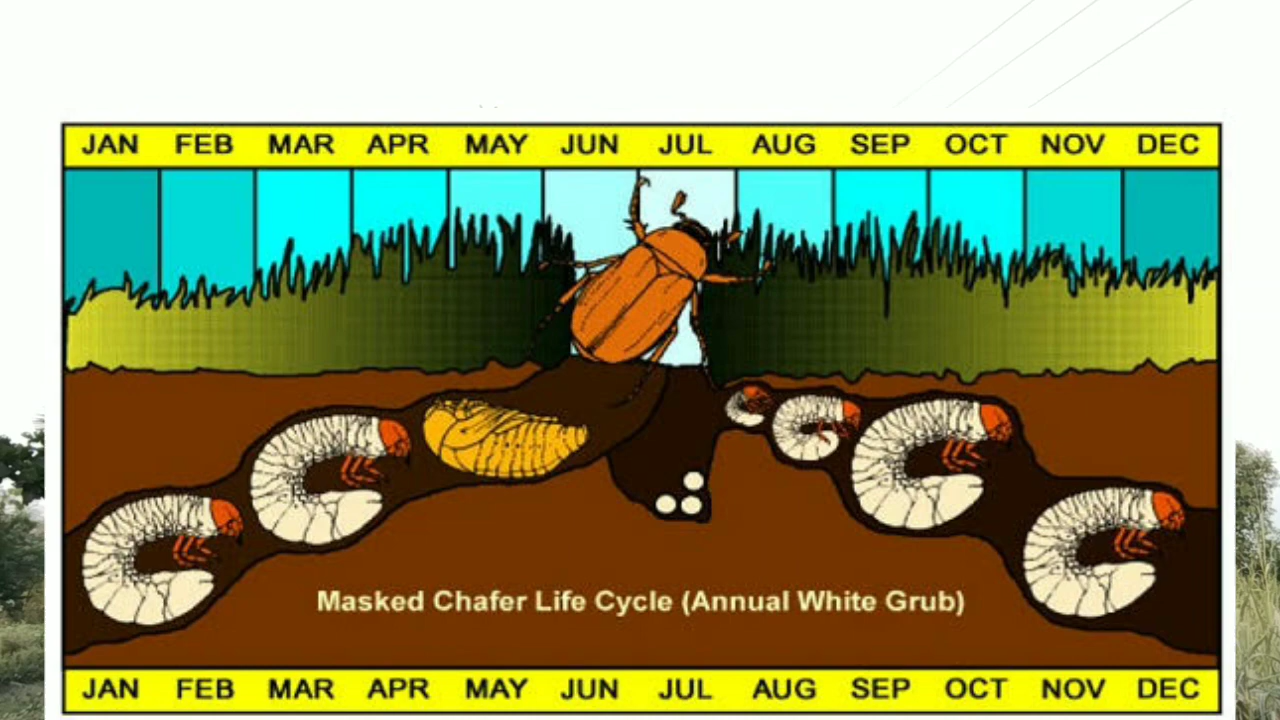 JAN FEB MAR APR MAY JUN JUL AUG SEP OCT NOV DEC
Masked Chafer Life Cycle (Annual White Grub)
JAN FEB MAR APR MAY JUN JUL AUG SEP OCT NOV DEC